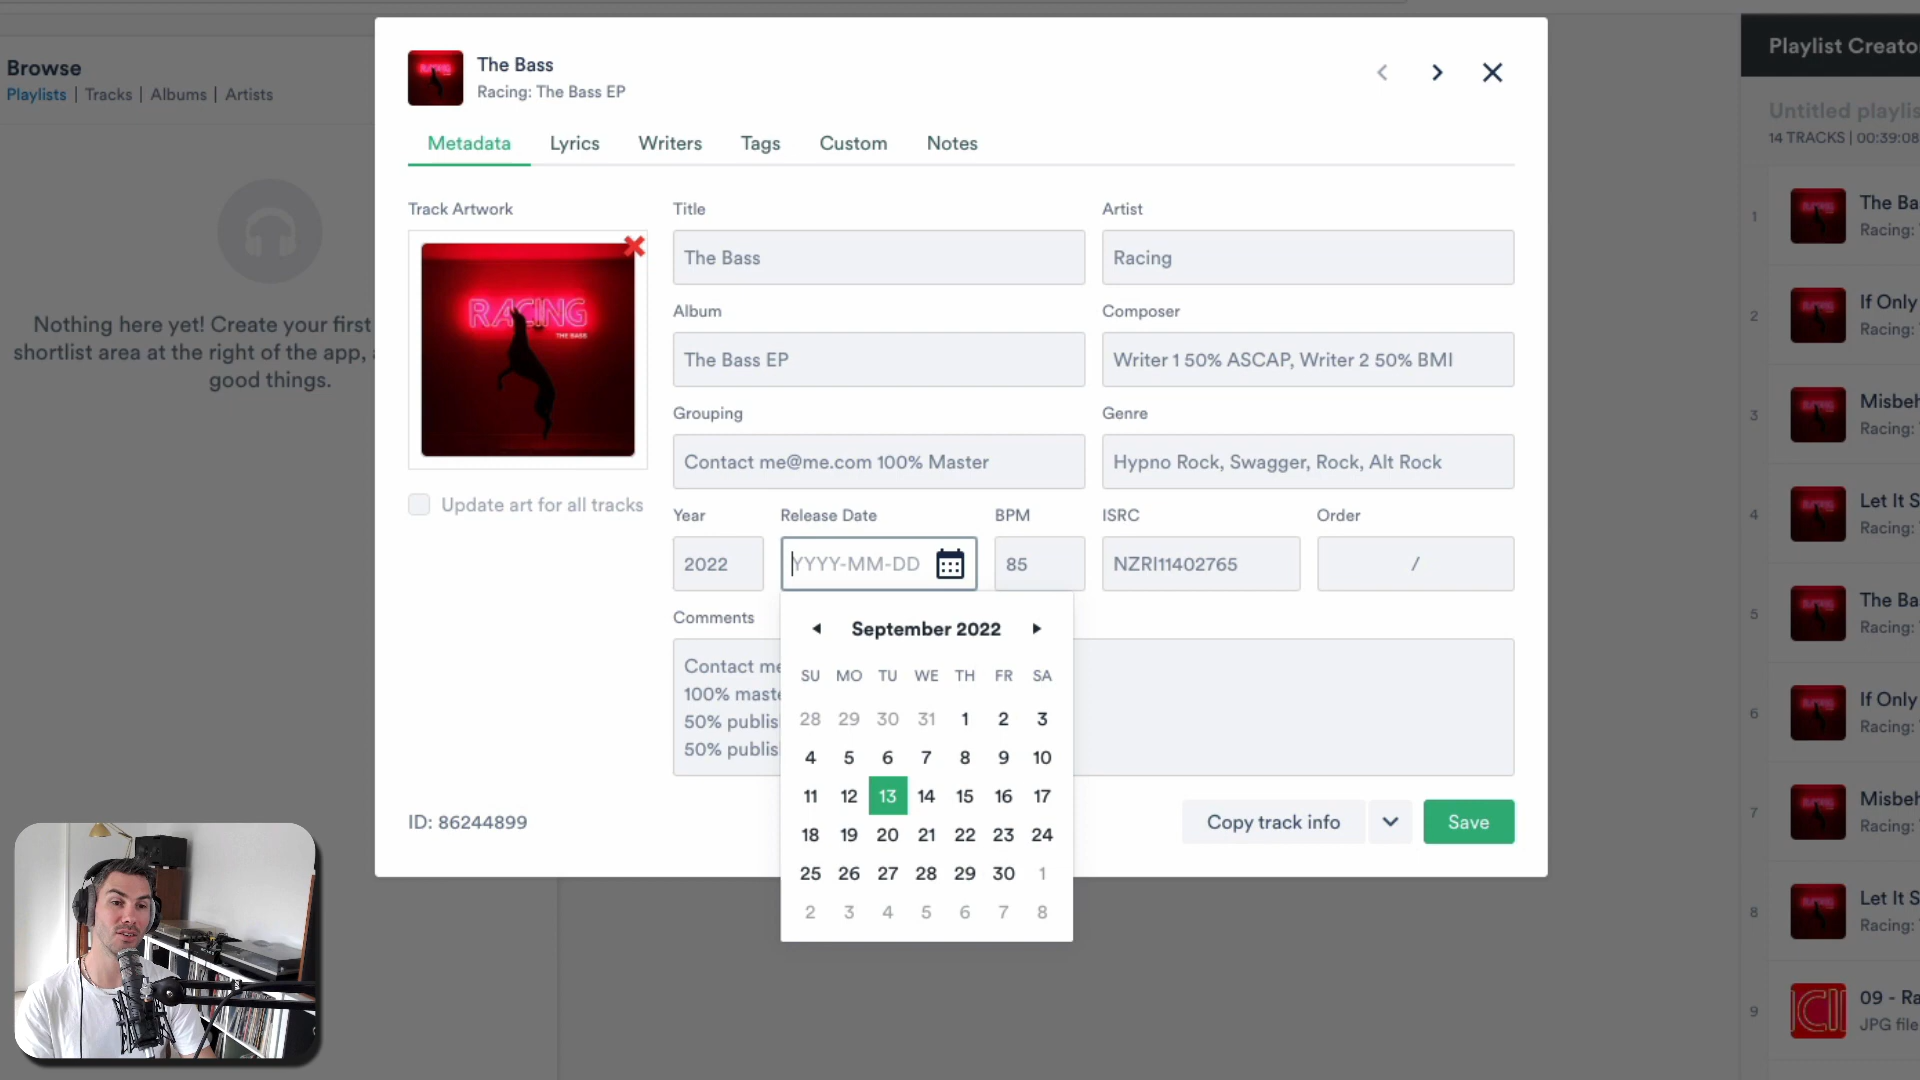 Browse
Playlists | Tracks | Albums | Artists
Nothing here yet! Create your first
shortlist area at the right of the app,
good things.
The Bass
Racing: The Bass EP
Metadata
Lyrics
Writers
Tags
Custom
Notes
Track Artwork
RACING
THE BASS
Update art for all tracks
Title
The Bass
Artist
Racing
Album
The Bass EP
Composer
Writer 1 50% ASCAP, Writer 2 50% BMI
Grouping
Contact me@me.com 100% Master
Genre
Hypno Rock, Swagger, Rock, Alt Rock
Year
2022
Release Date
YYYY-MM-DD
BPM
85
ISRC
NZRI11402765
Order
/
Comments
Contact me
100% maste
50% publis
50% publis
September 2022
SU MO TU WE TH FR SA
28 29 30 31 1 2 3
4 5 6 7 8 9 10
11 12 13 14 15 16 17
18 19 20 21 22 23 24
25 26 27 28 29 30 1
2 3 4 5 6 7 8
ID: 86244899
Copy track info
Save
Playlist Creato
Untitled playlis
14 TRACKS | 00:39:08
1
The Ba
Racing:
2
If Only
Racing:
3
Misbeh
Racing:
4
Let It S
Racing:
5
The Ba
Racing:
6
If Only
Racing:
7
Misbeh
Racing:
8
Let It S
Racing:
9
09 - Ra
JPG file